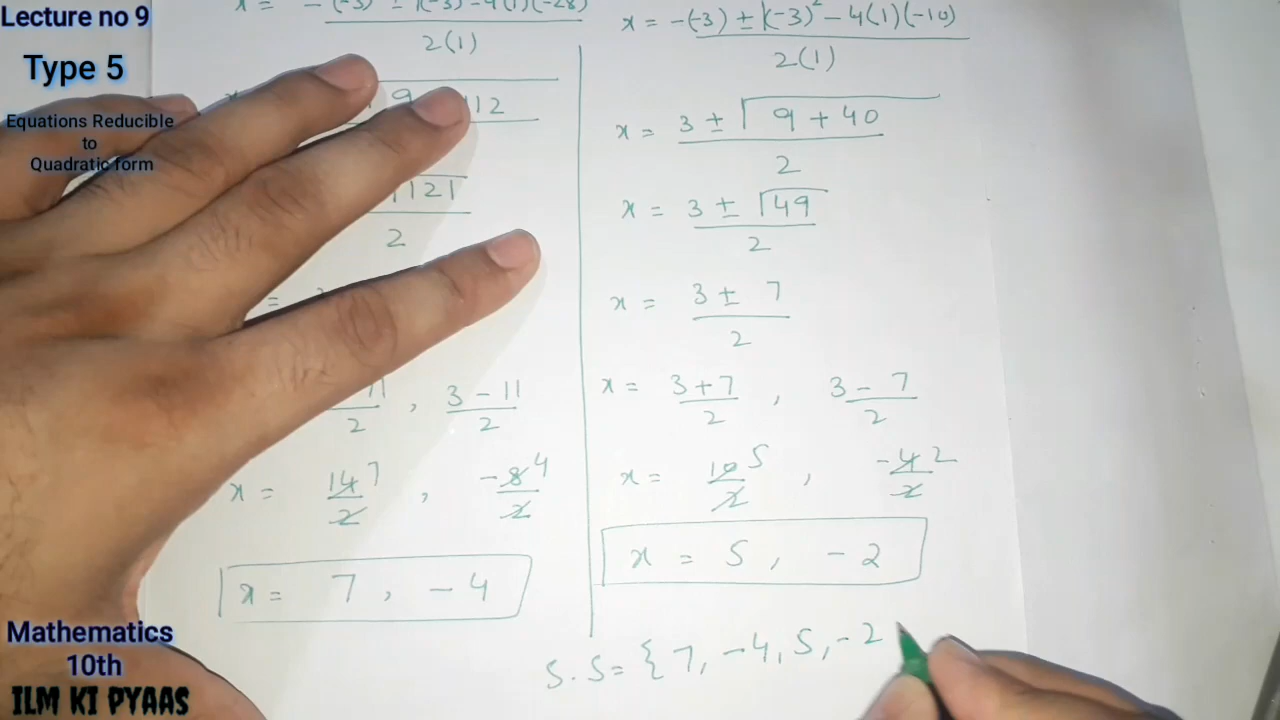 Lecture no 9
Type 5
Equations Reducible
to
Quadratic form
x = -(-3) ± √(-3) - 4(1)(-28)
2(1)
9 112
√121
2
=
11 , 3 - 11
2 2
x = 14 7 , -8 4
2 2
x = 7 , -4
x = -(-3) ± √(-3)² - 4(1)(-10)
2(1)
x = 3 ± √9 + 40
2
x = 3 ± √49
2
x = 3 ± 7
2
x = 3+7 , 3 - 7
2 2
x = 10 5 , -4 2
2 2
x = 5 , -2
S.S = { 7, -4, 5, -2
Mathematics
10th
ILM KI PYAAS